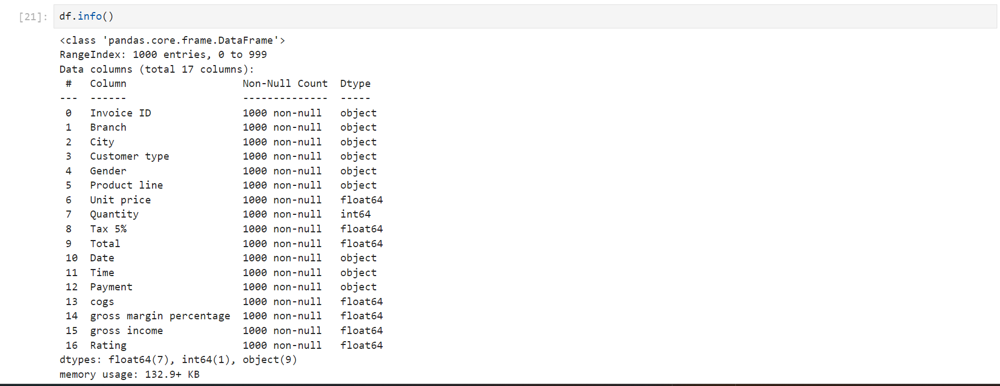 [21]: df.info()
<class 'pandas.core.frame.DataFrame'>
RangeIndex: 1000 entries, 0 to 999
Data columns (total 17 columns):
 #   Column                   Non-Null Count  Dtype
---  ------                   --------------  -----
 0   Invoice ID               1000 non-null   object
 1   Branch                   1000 non-null   object
 2   City                     1000 non-null   object
 3   Customer type            1000 non-null   object
 4   Gender                   1000 non-null   object
 5   Product line             1000 non-null   object
 6   Unit price               1000 non-null   float64
 7   Quantity                 1000 non-null   int64
 8   Tax 5%                   1000 non-null   float64
 9   Total                    1000 non-null   float64
 10  Date                     1000 non-null   object
 11  Time                     1000 non-null   object
 12  Payment                  1000 non-null   object
 13  cogs                     1000 non-null   float64
 14  gross margin percentage  1000 non-null   float64
 15  gross income             1000 non-null   float64
 16  Rating                   1000 non-null   float64
dtypes: float64(7), int64(1), object(9)
memory usage: 132.9+ KB